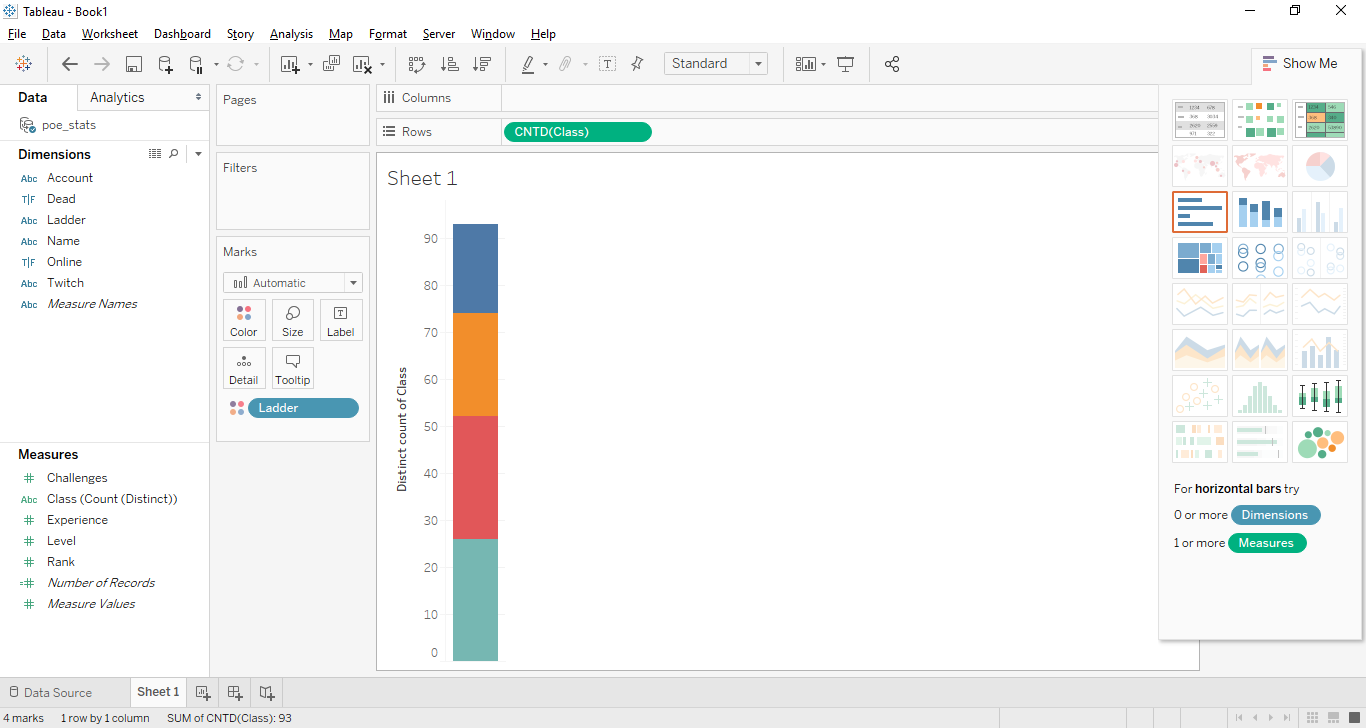 Tableau - Book1
File Data Worksheet Dashboard Story Analysis Map Format Server Window Help
Standard
Show Me
Data Analytics
poe_stats
Dimensions
Abc Account
T|F Dead
Abc Ladder
Abc Name
T|F Online
Abc Twitch
Abc Measure Names
Measures
# Challenges
Abc Class (Count (Distinct))
# Experience
# Level
# Rank
=# Number of Records
# Measure Values
Pages
Filters
Marks
Automatic
Color Size Label
Detail Tooltip
Ladder
Columns
Rows CNTD(Class)
Sheet 1
Distinct count of Class
90
80
70
60
50
40
30
20
10
0
For horizontal bars try
0 or more Dimensions
1 or more Measures
Data Source Sheet 1
4 marks 1 row by 1 column SUM of CNTD(Class): 93